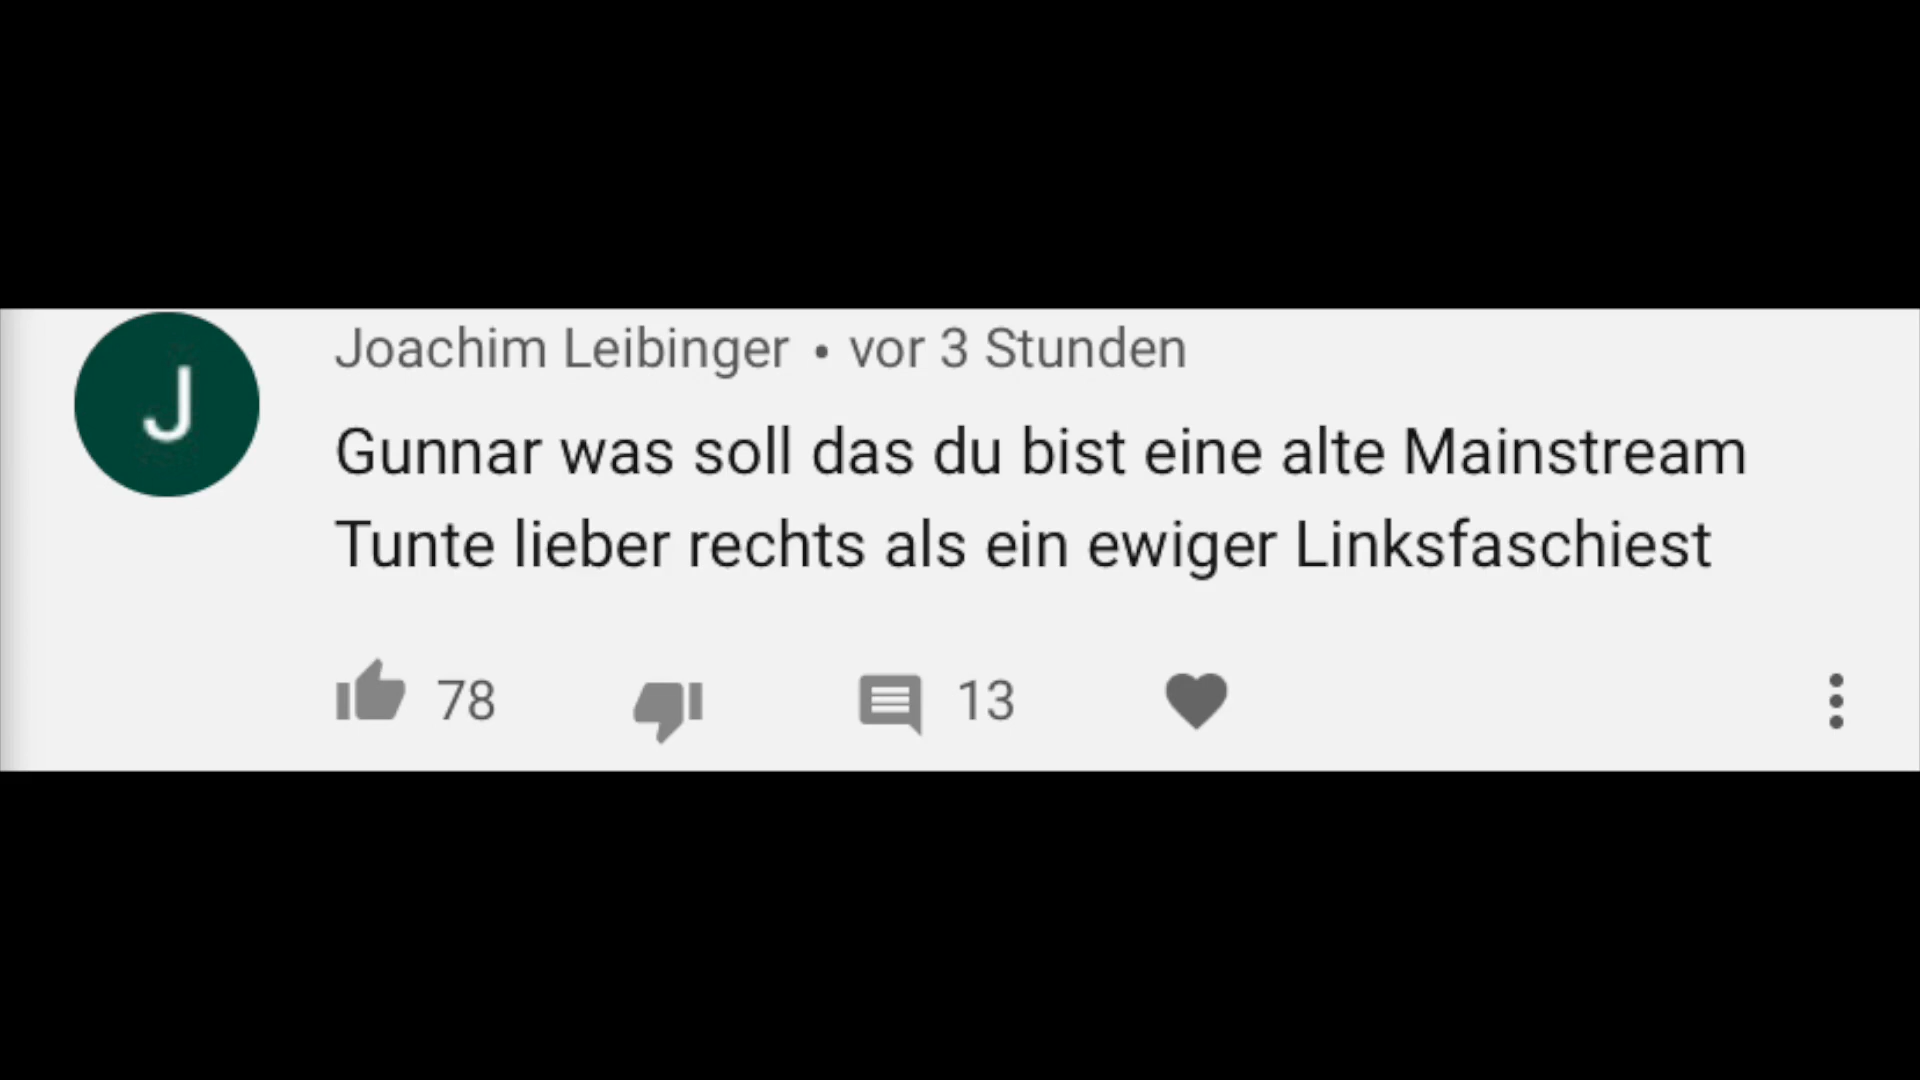 J
Joachim Leibinger • vor 3 Stunden
Gunnar was soll das du bist eine alte Mainstream
Tunte lieber rechts als ein ewiger Linksfaschiest
78 13